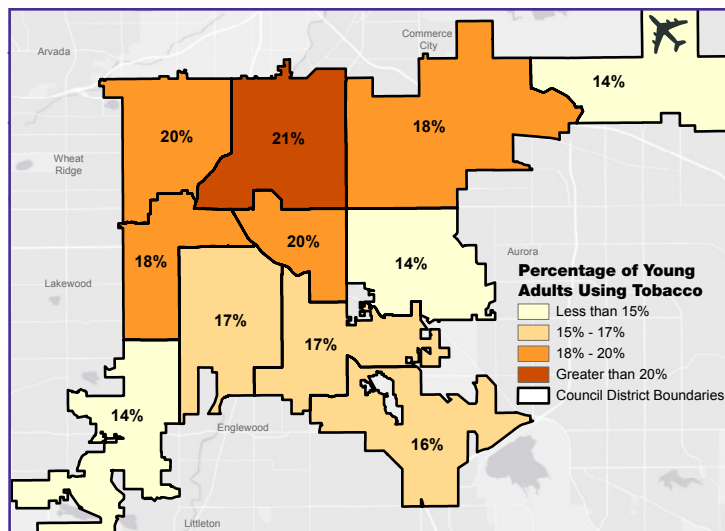 Arvada
Commerce
City
14%
20%
21%
18%
Wheat
Ridge
20%
18%
14%
Aurora
Lakewood
17%
17%
14%
Englewood
16%
Littleton
Percentage of Young
Adults Using Tobacco
Less than 15%
15% - 17%
18% - 20%
Greater than 20%
Council District Boundaries